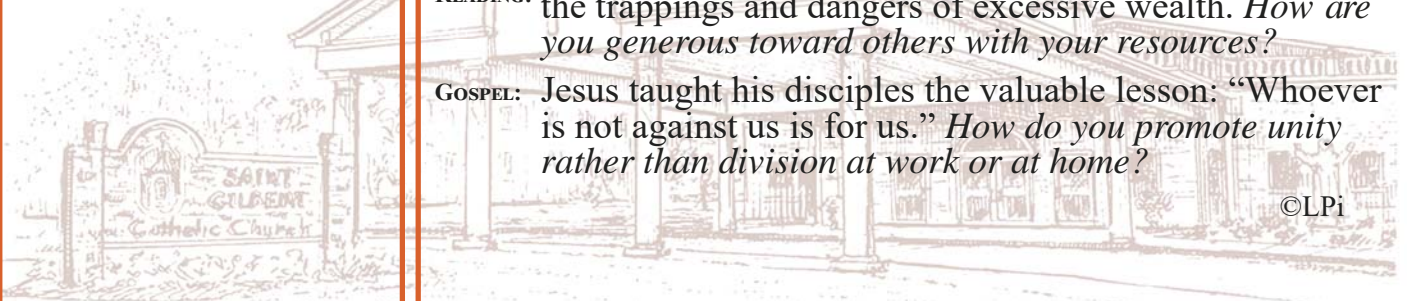 READING: the trappings and dangers of excessive wealth. How are
you generous toward others with your resources?
GOSPEL: Jesus taught his disciples the valuable lesson: “Whoever
is not against us is for us.” How do you promote unity
rather than division at work or at home?
©LPi
SAINT
GILBERT
Catholic Church